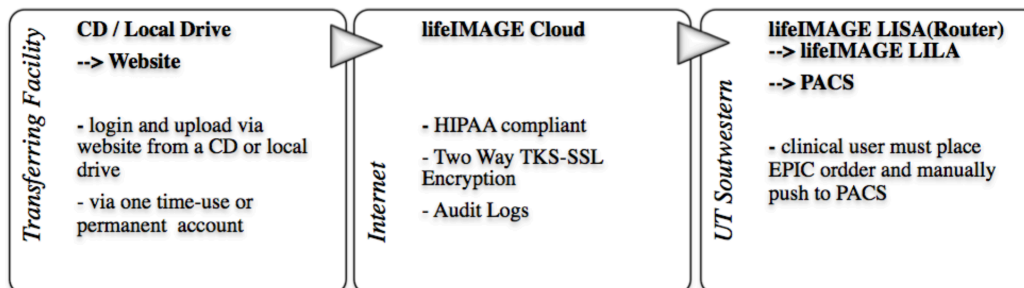 Transferring Facility
CD / Local Drive
--> Website
- login and upload via
website from a CD or local
drive
- via one time-use or
permanent account
Internet
lifeIMAGE Cloud
- HIPAA compliant
- Two Way TKS-SSL
Encryption
- Audit Logs
UT Soutwestern
lifeIMAGE LISA(Router)
--> lifeIMAGE LILA
--> PACS
- clinical user must place
EPIC ordder and manually
push to PACS